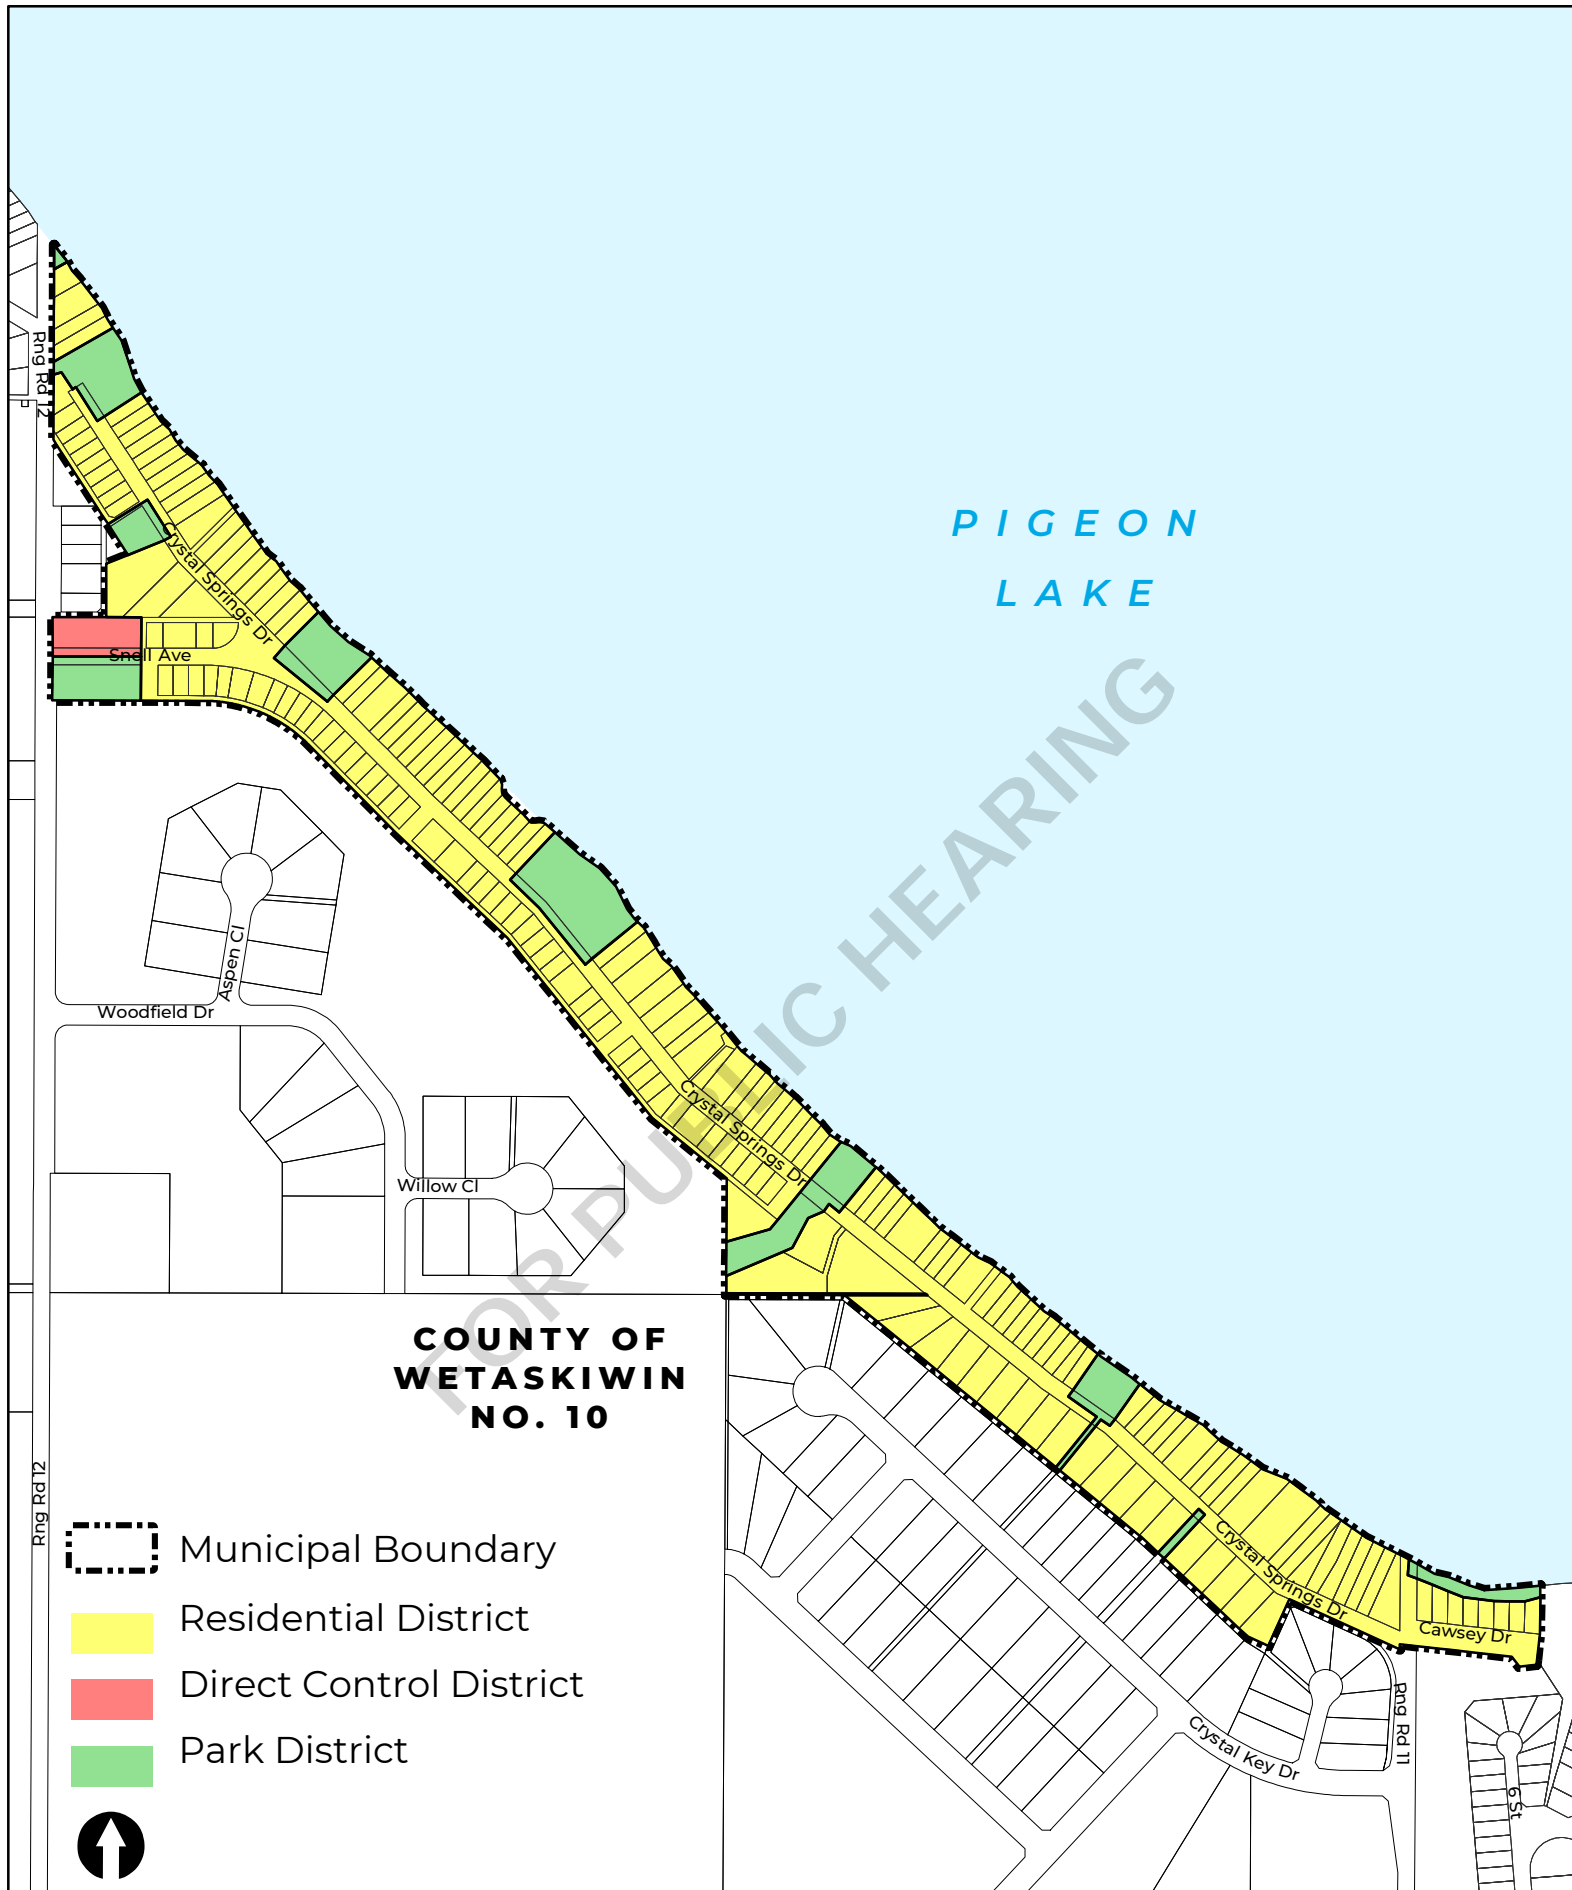 Rng Rd 12
PIGEON
LAKE
Crystal Springs Dr
Snell Ave
Aspen Cl
Woodfield Dr
Willow Cl
Crystal Springs Dr
FOR PUBLIC HEARING
COUNTY OF
WETASKIWIN
NO. 10
Rng Rd 12
Crystal Springs Dr
Cawsey Dr
Rng Rd 11
Crystal Key Dr
6 St
Municipal Boundary
Residential District
Direct Control District
Park District